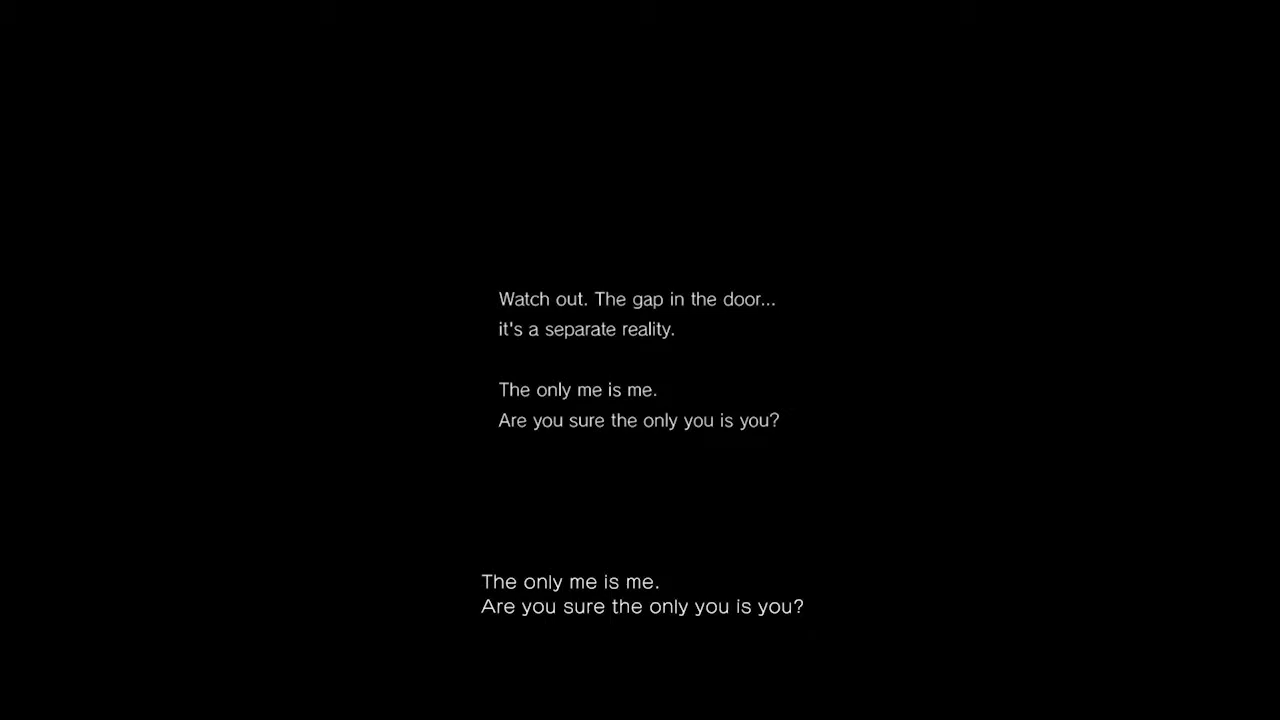 Watch out. The gap in the door...
it's a separate reality.
The only me is me.
Are you sure the only you is you?
The only me is me.
Are you sure the only you is you?